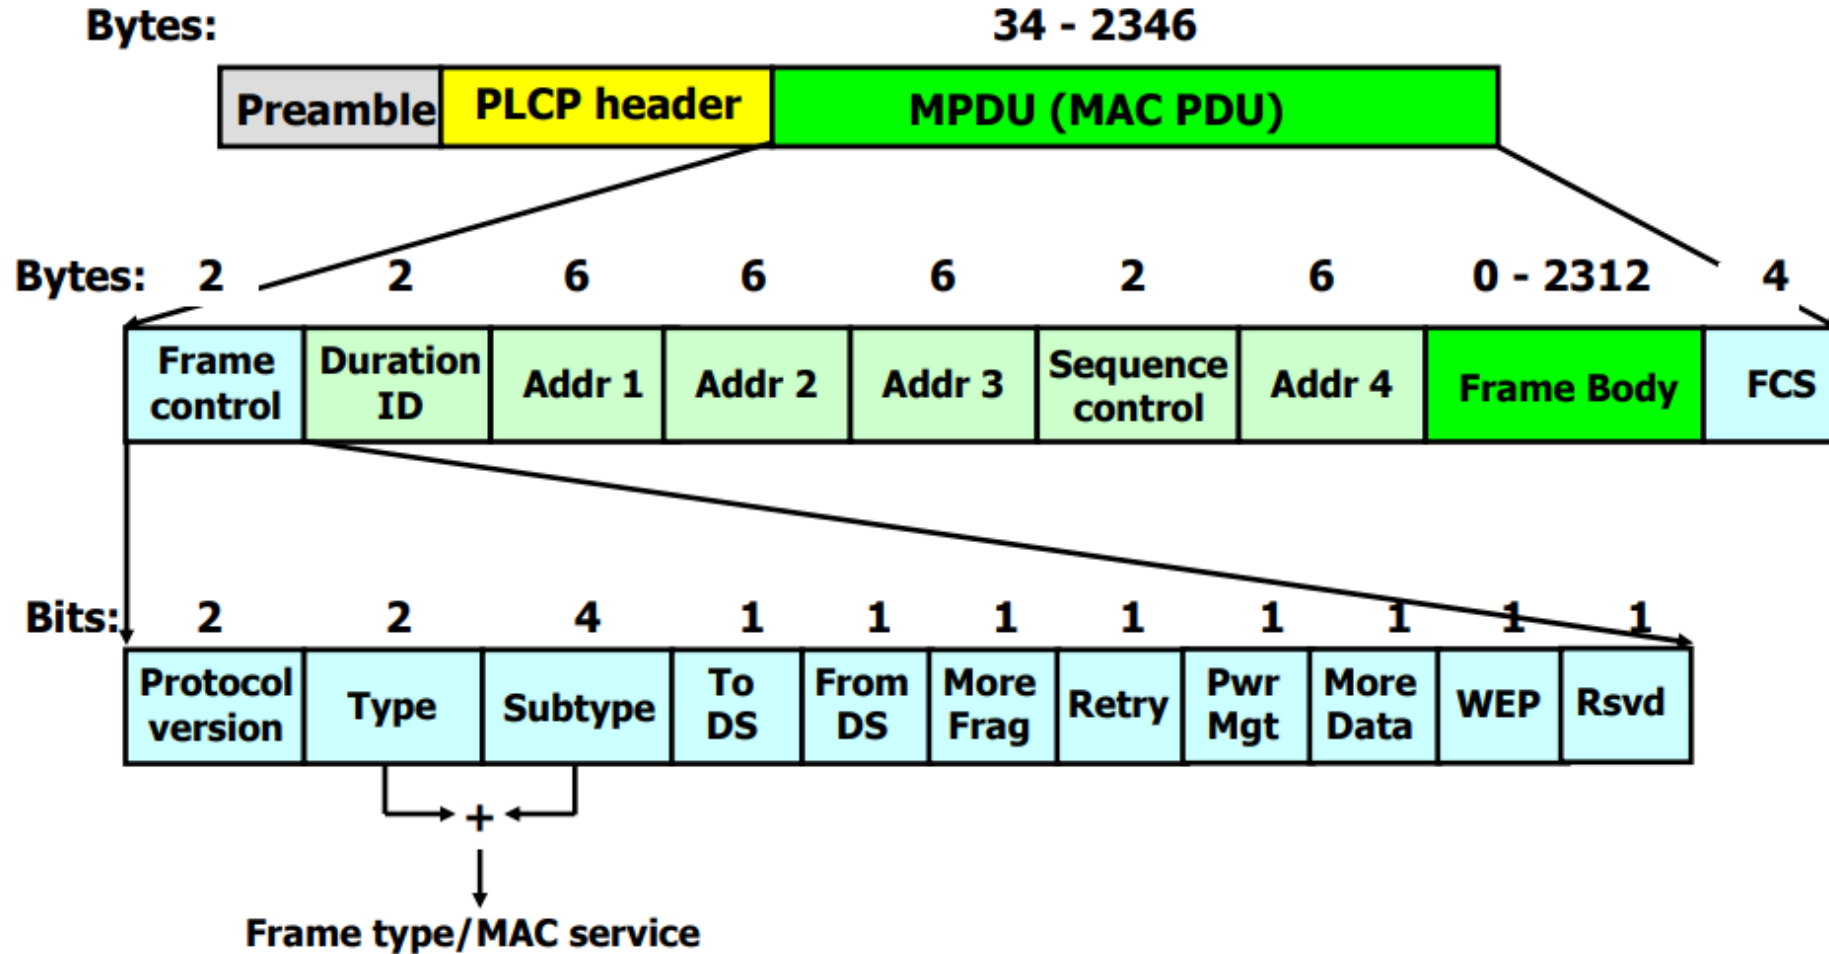 Bytes: 34 - 2346
Preamble PLCP header MPDU (MAC PDU)
Bytes: 2 2 6 6 6 2 6 0 - 2312 4
Frame control Duration ID Addr 1 Addr 2 Addr 3 Sequence control Addr 4 Frame Body FCS
Bits: 2 2 4 1 1 1 1 1 1 1 1
Protocol version Type Subtype To DS From DS More Frag Retry Pwr Mgt More Data WEP Rsvd
+
Frame type/MAC service